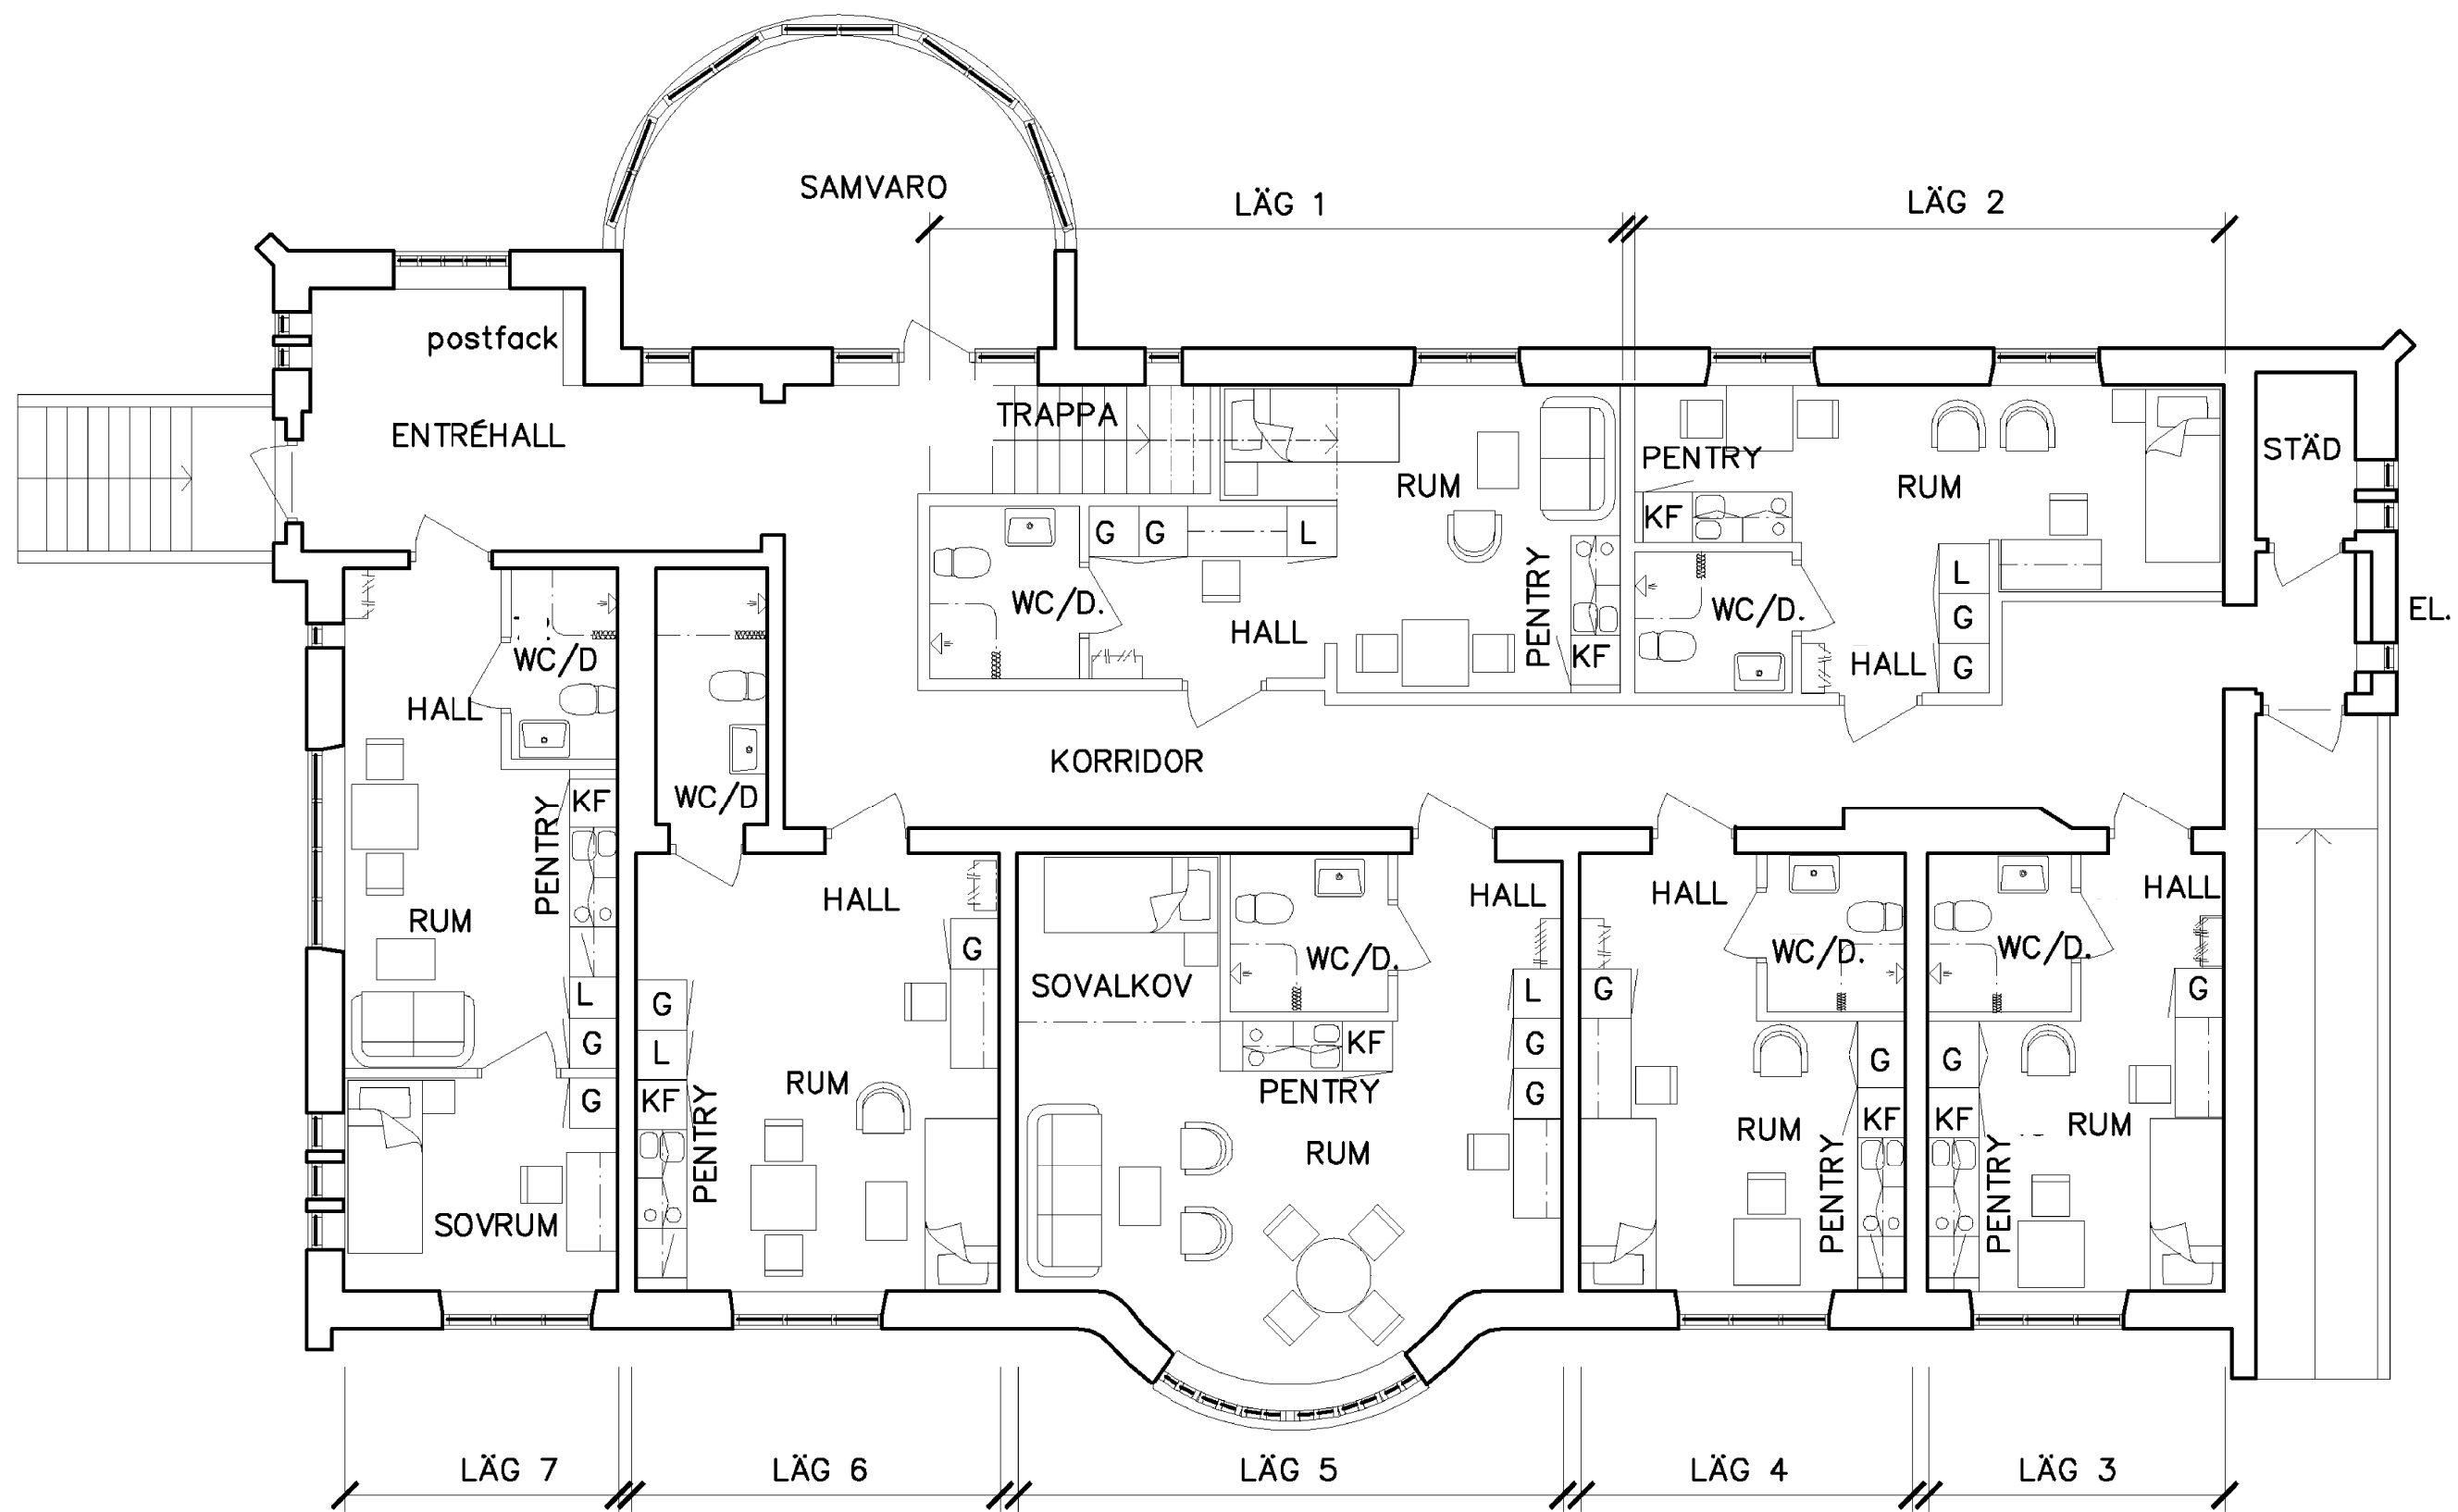 SAMVARO
LÄG 1
LÄG 2
postfack
ENTRÉHALL
TRAPPA
RUM
PENTRY
RUM
STÄD
KF
G
G
L
WC/D.
HALL
PENTRY
KF
WC/D.
HALL
L
G
G
EL.
WC/D
HALL
WC/D
KORRIDOR
PENTRY
KF
RUM
L
G
G
SOVRUM
HALL
G
G
L
KF
PENTRY
RUM
SOVALKOV
WC/D.
HALL
KF
PENTRY
L
G
G
RUM
HALL
WC/D.
G
G
KF
RUM
PENTRY
WC/D.
HALL
G
G
KF
RUM
PENTRY
LÄG 7
LÄG 6
LÄG 5
LÄG 4
LÄG 3